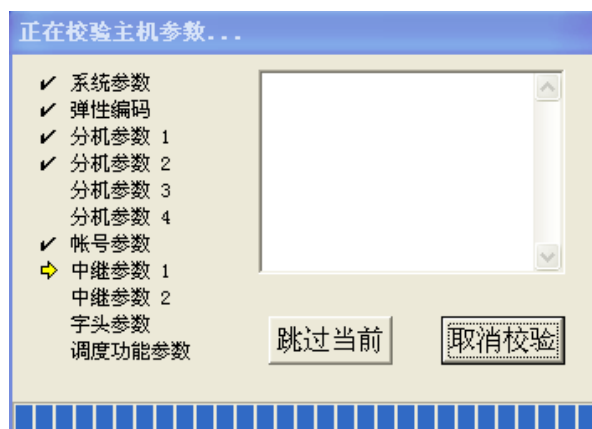 正在校验主机参数...
系统参数
弹性编码
分机参数 1
分机参数 2
分机参数 3
分机参数 4
帐号参数
中继参数 1
中继参数 2
字头参数
调度功能参数
跳过当前
取消校验